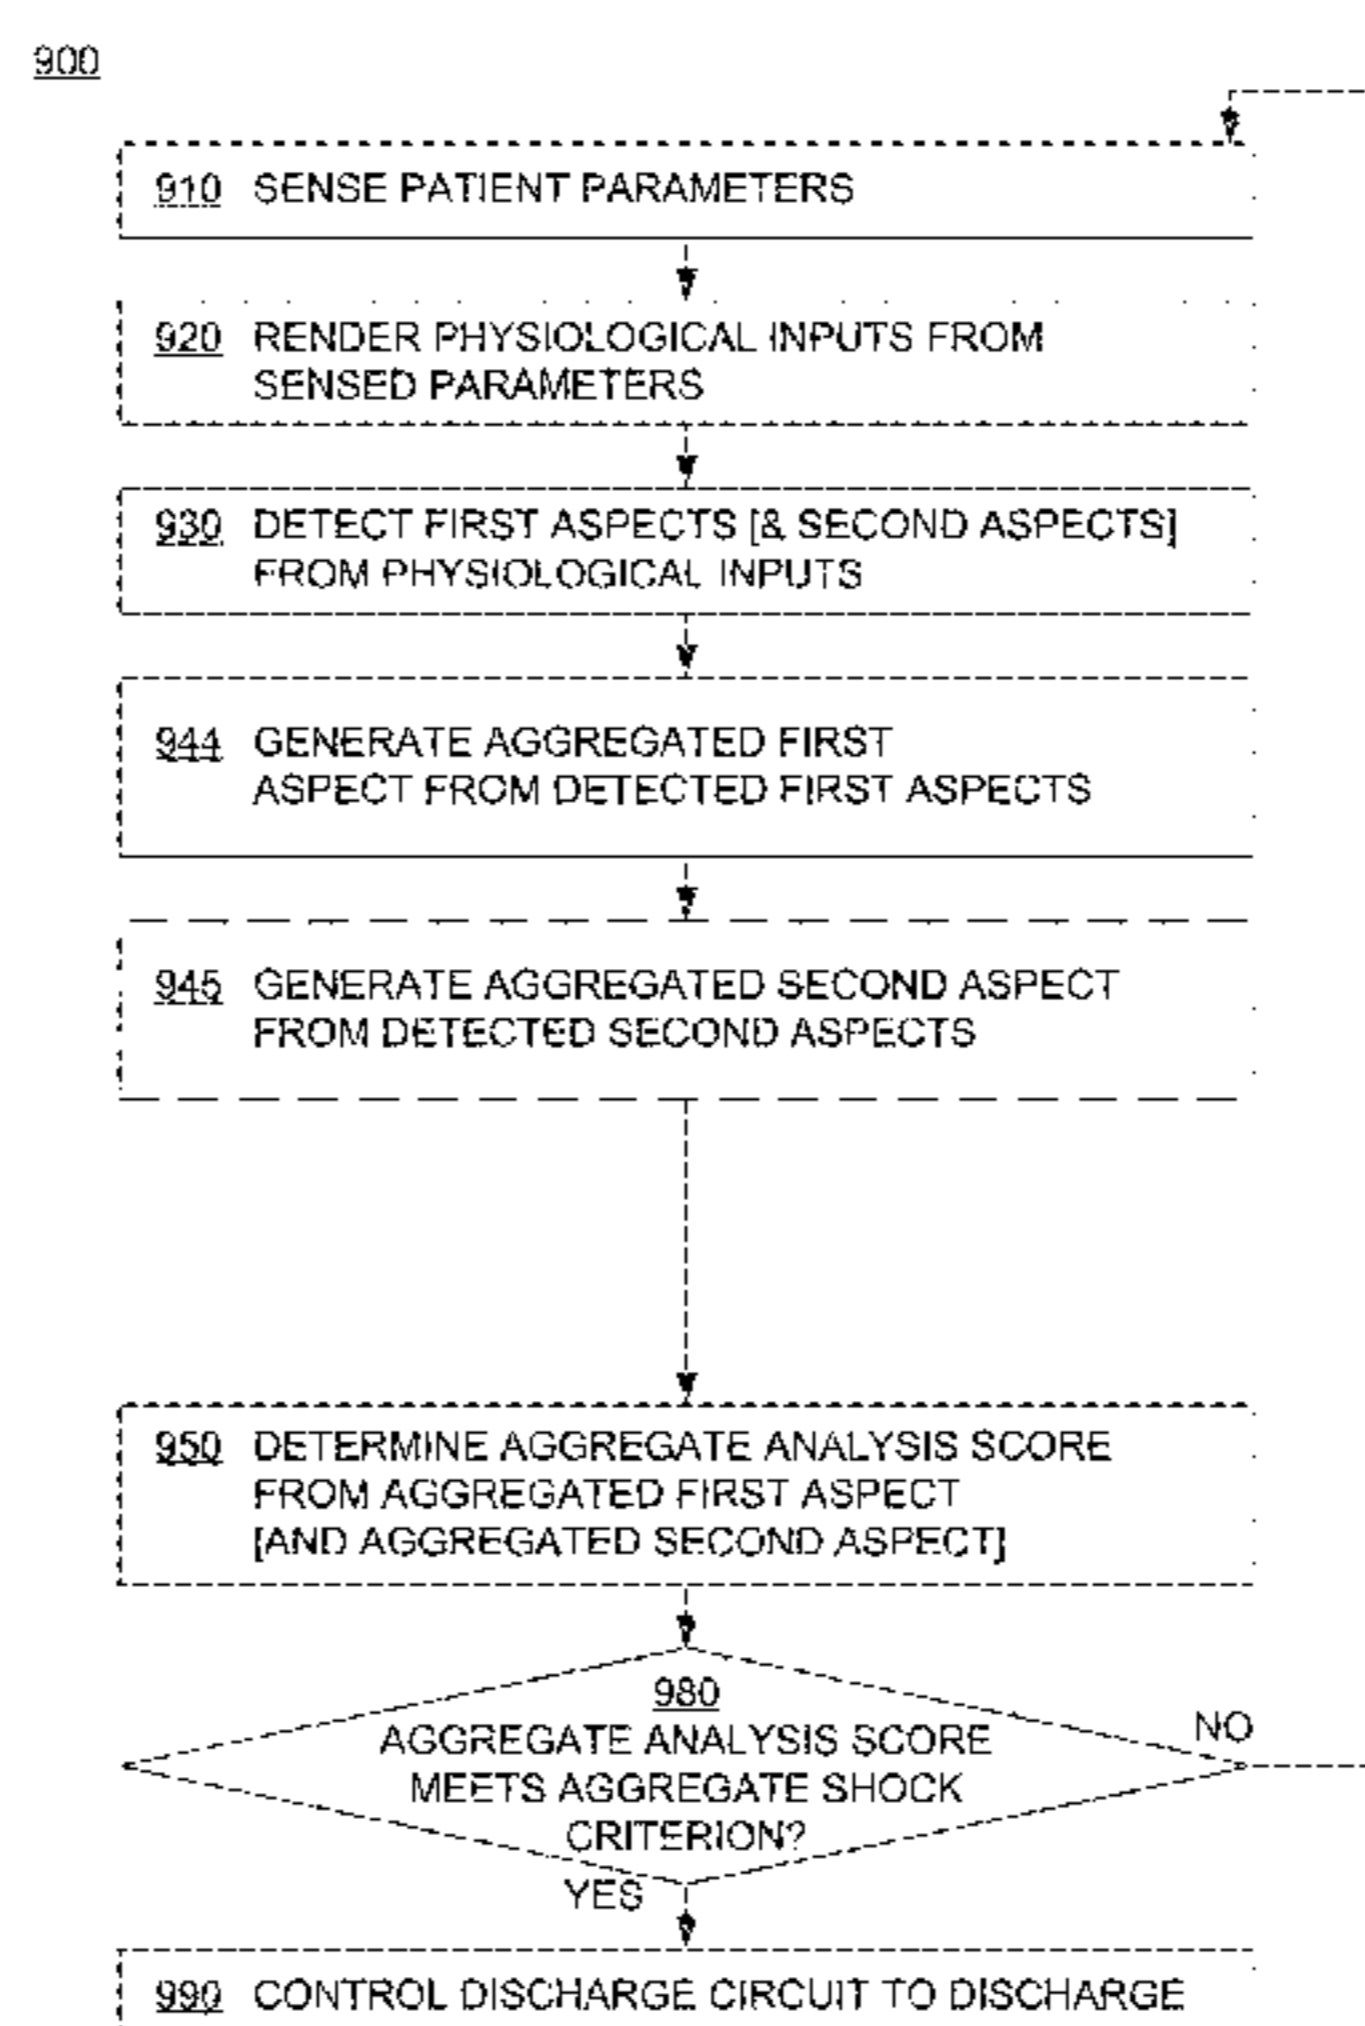 900
910 SENSE PATIENT PARAMETERS
920 RENDER PHYSIOLOGICAL INPUTS FROM
SENSED PARAMETERS
930 DETECT FIRST ASPECTS [& SECOND ASPECTS]
FROM PHYSIOLOGICAL INPUTS
944 GENERATE AGGREGATED FIRST
ASPECT FROM DETECTED FIRST ASPECTS
945 GENERATE AGGREGATED SECOND ASPECT
FROM DETECTED SECOND ASPECTS
950 DETERMINE AGGREGATE ANALYSIS SCORE
FROM AGGREGATED FIRST ASPECT
[AND AGGREGATED SECOND ASPECT]
980
AGGREGATE ANALYSIS SCORE
MEETS AGGREGATE SHOCK
CRITERION?
NO
YES
990 CONTROL DISCHARGE CIRCUIT TO DISCHARGE